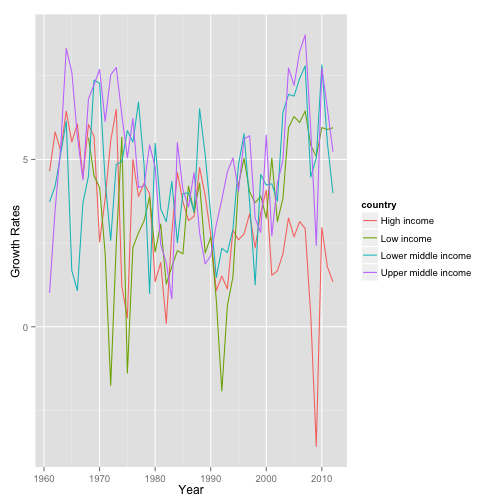 Growth Rates
5
0
1960 1970 1980 1990 2000 2010
Year
country
High income
Low income
Lower middle income
Upper middle income